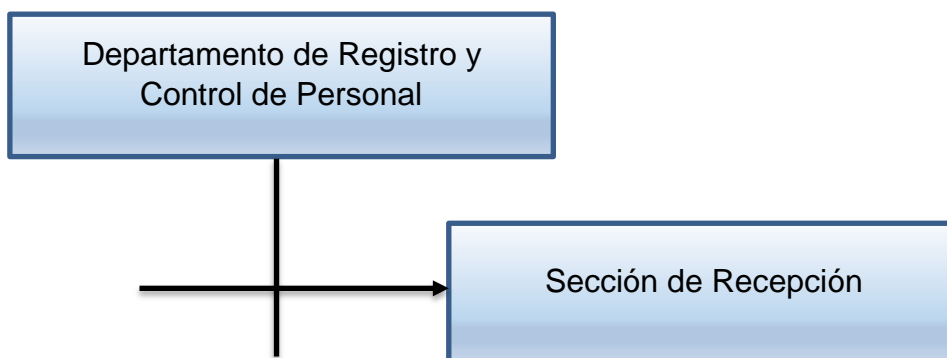 Departamento de Registro y
Control de Personal
Sección de Recepción